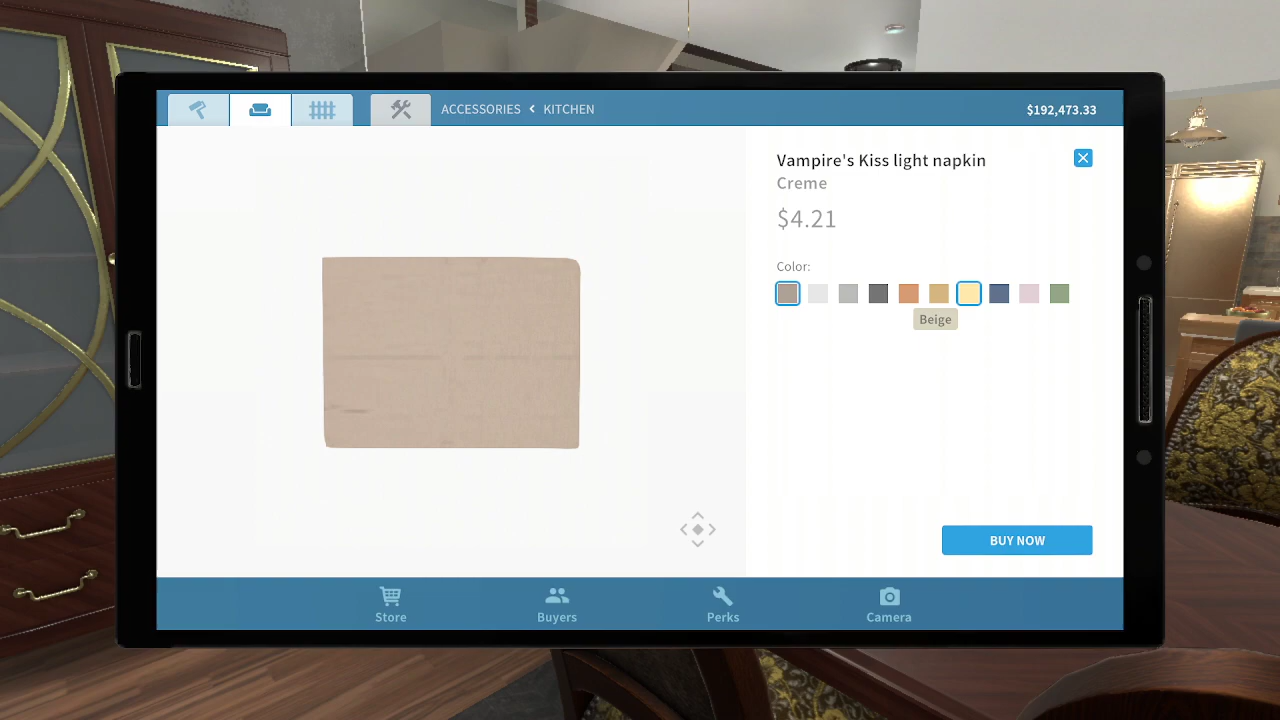 ACCESSORIES < KITCHEN
$192,473.33
Vampire's Kiss light napkin
Creme
$4.21
Color:
Beige
BUY NOW
Store
Buyers
Perks
Camera